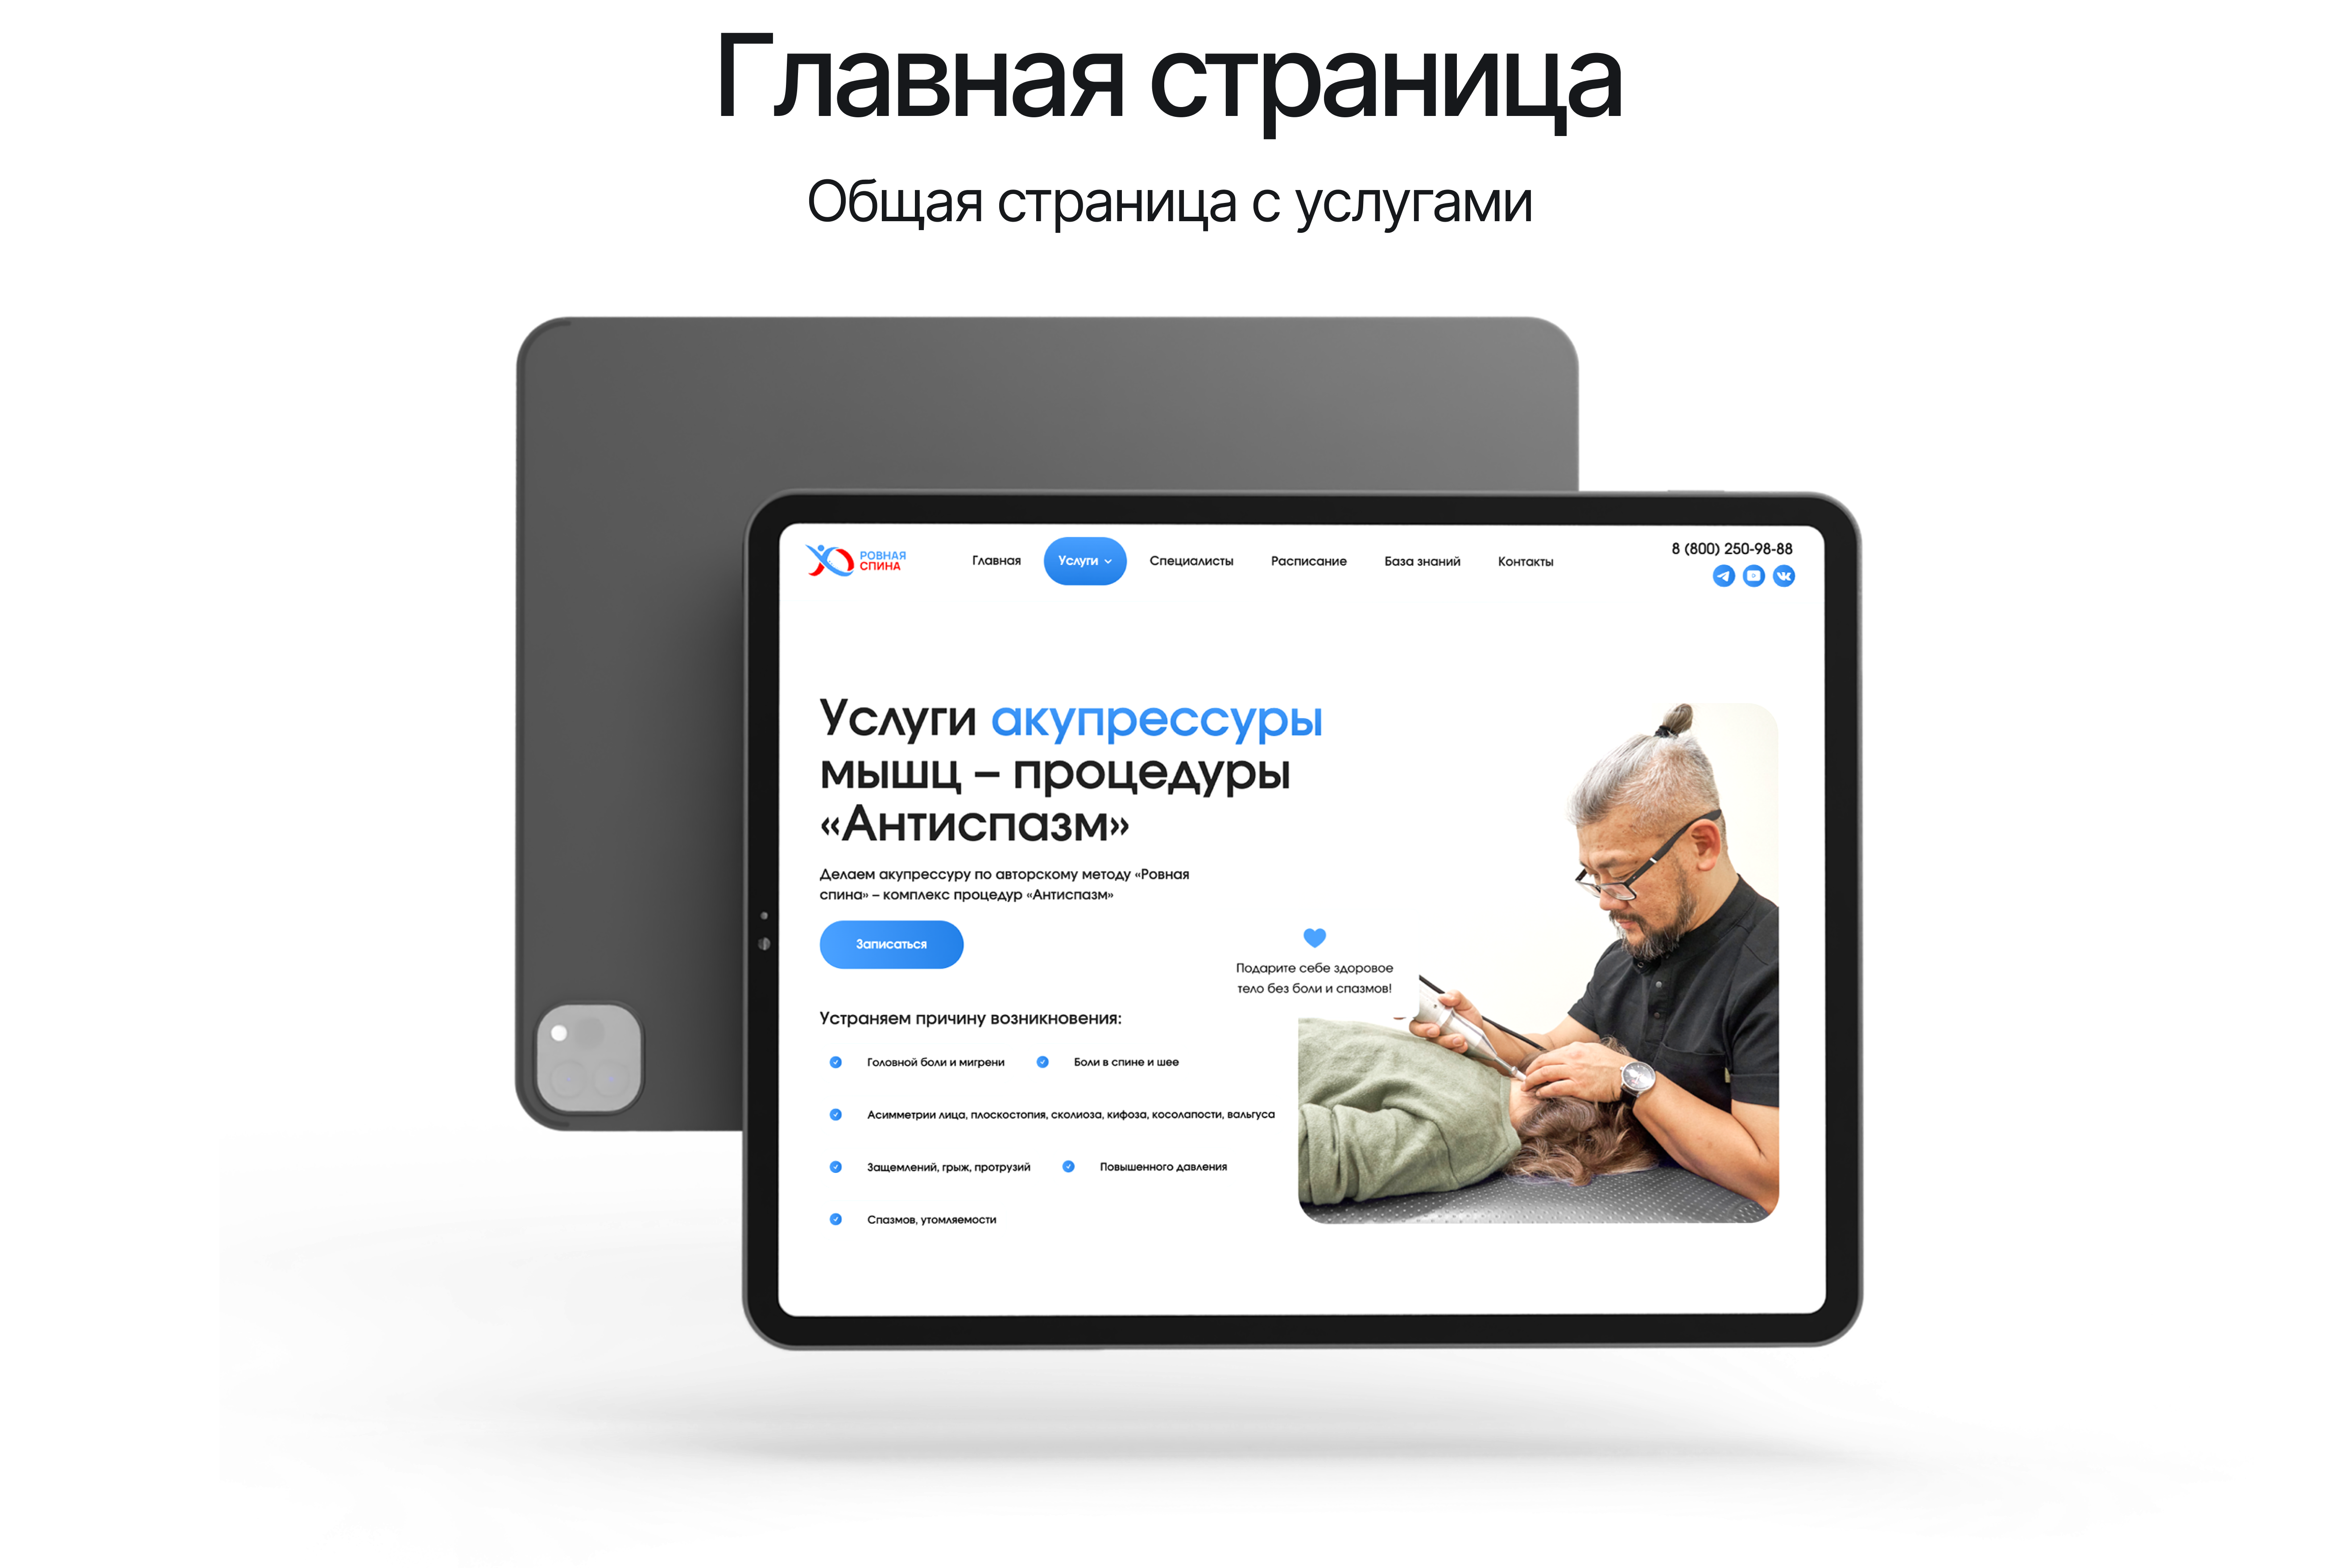 Главная страница
Общая страница с услугами
РОВНАЯ
СПИНА
Главная
Услуги
Специалисты
Расписание
База знаний
Контакты
8 (800) 250-98-88
Услуги акупрессуры
мышц – процедуры
«Антиспазм»
Делаем акупрессуру по авторскому методу «Ровная
спина» – комплекс процедур «Антиспазм»
Записаться
Подарите себе здоровое
тело без боли и спазмов!
Устраняем причину возникновения:
Головной боли и мигрени
Боли в спине и шее
Асимметрии лица, плоскостопия, сколиоза, кифоза, косолапости, вальгуса
Защемлений, грыж, протрузий
Повышенного давления
Спазмов, утомляемости